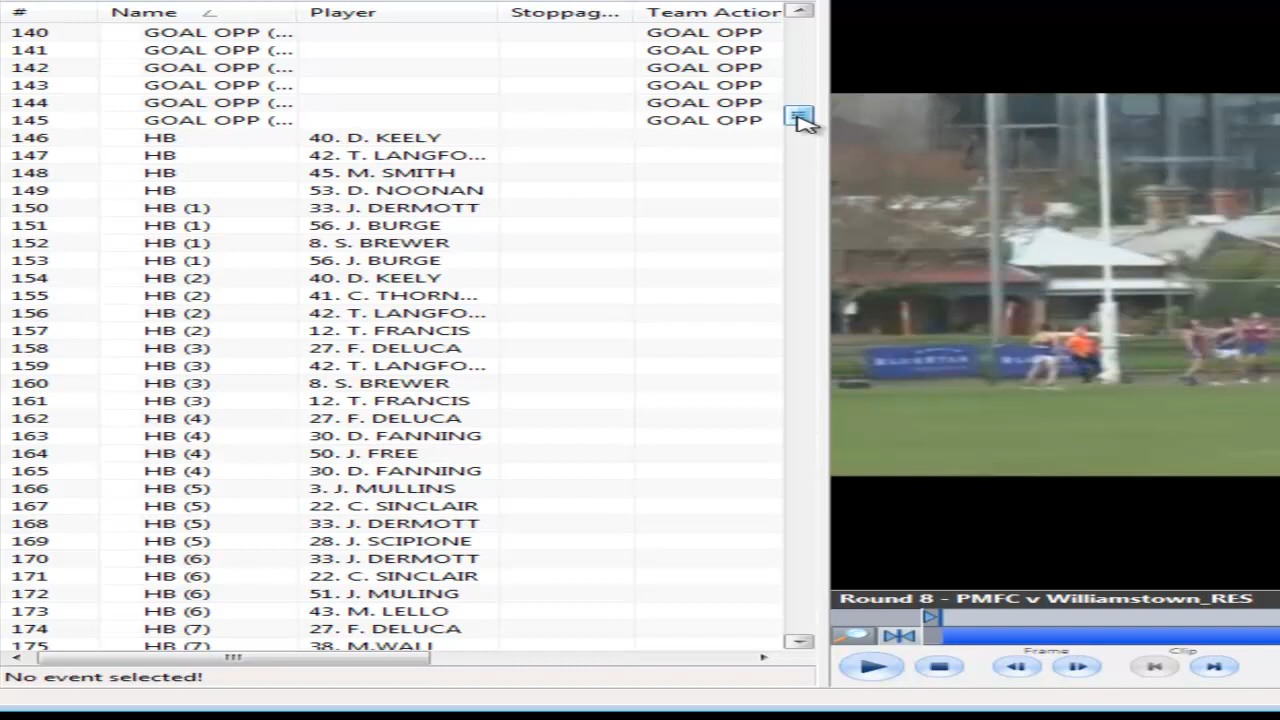 # Name Player Stoppag... Team Action
140 GOAL OPP (... GOAL OPP
141 GOAL OPP (... GOAL OPP
142 GOAL OPP (... GOAL OPP
143 GOAL OPP (... GOAL OPP
144 GOAL OPP (... GOAL OPP
145 GOAL OPP (... GOAL OPP
146 HB 40. D. KEELY
147 HB 42. T. LANGFO...
148 HB 45. M. SMITH
149 HB 53. D. NOONAN
150 HB (1) 33. J. DERMOTT
151 HB (1) 56. J. BURGE
152 HB (1) 8. S. BREWER
153 HB (1) 56. J. BURGE
154 HB (2) 40. D. KEELY
155 HB (2) 41. C. THORN...
156 HB (2) 42. T. LANGFO...
157 HB (2) 12. T. FRANCIS
158 HB (3) 27. F. DELUCA
159 HB (3) 42. T. LANGFO...
160 HB (3) 8. S. BREWER
161 HB (3) 12. T. FRANCIS
162 HB (4) 27. F. DELUCA
163 HB (4) 30. D. FANNING
164 HB (4) 50. J. FREE
165 HB (4) 30. D. FANNING
166 HB (5) 3. J. MULLINS
167 HB (5) 22. C. SINCLAIR
168 HB (5) 33. J. DERMOTT
169 HB (5) 28. J. SCIPIONE
170 HB (6) 33. J. DERMOTT
171 HB (6) 22. C. SINCLAIR
172 HB (6) 51. J. MULING
173 HB (6) 43. M. LELLO
174 HB (7) 27. F. DELUCA
175 HB (7) 38. M.WALL
No event selected!
Round 8 - PMFC v Williamstown_RES
Frame Clip